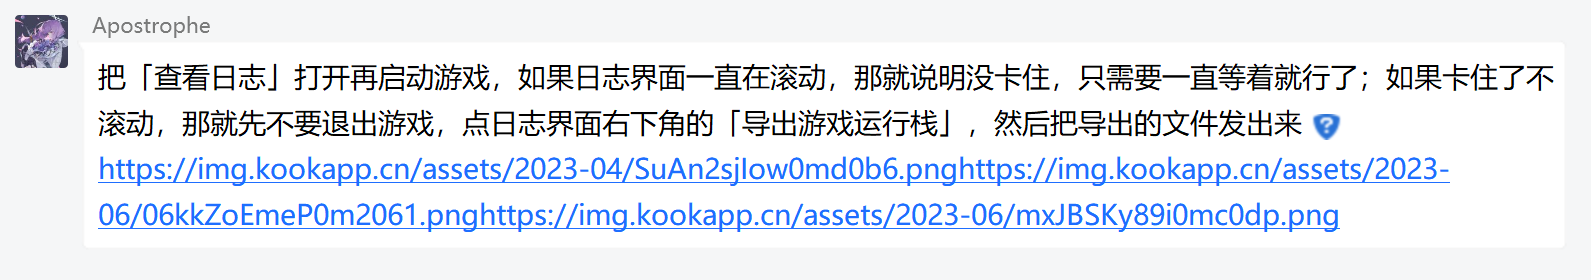 Apostrophe
把「查看日志」打开再启动游戏，如果日志界面一直在滚动，那就说明没卡住，只需要一直等着就行了；如果卡住了不
滚动，那就先不要退出游戏，点日志界面右下角的「导出游戏运行栈」，然后把导出的文件发出来
https://img.kookapp.cn/assets/2023-04/SuAn2sjIow0md0b6.pnghttps://img.kookapp.cn/assets/2023-
06/06kkZoEmeP0m2061.pnghttps://img.kookapp.cn/assets/2023-06/mxJBSKy89i0mc0dp.png